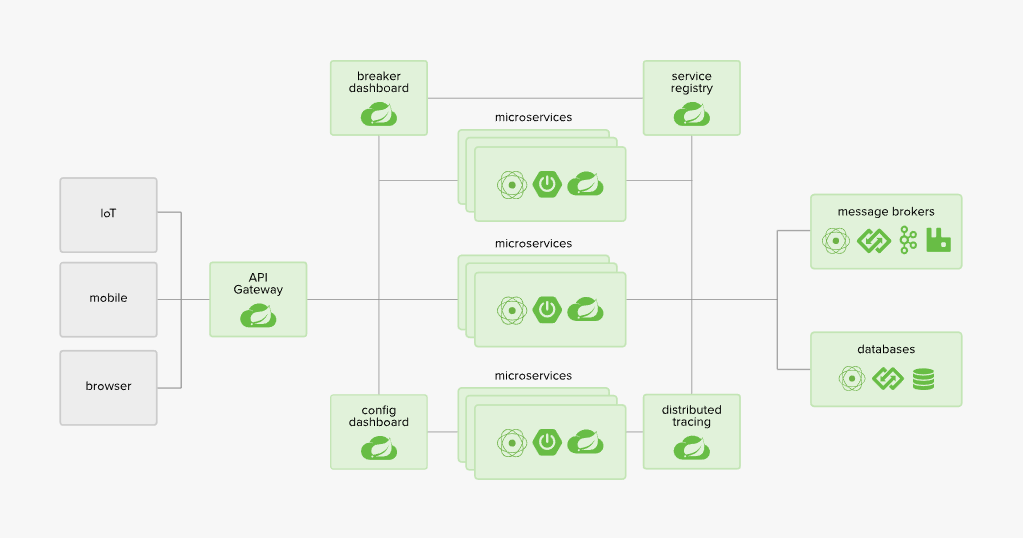 breaker
dashboard
service
registry
microservices
IoT
message brokers
microservices
API
Gateway
mobile
databases
microservices
browser
config
dashboard
distributed
tracing